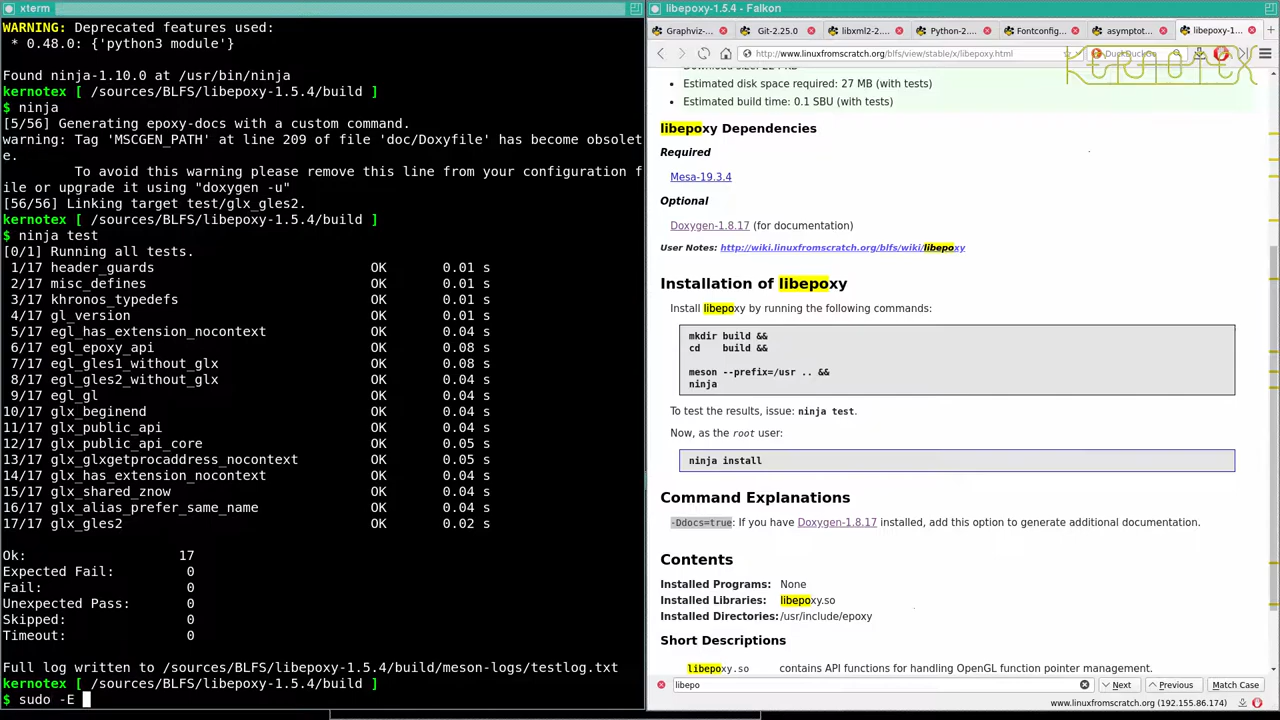 xterm
WARNING: Deprecated features used:
* 0.48.0: {'python3 module'}
Found ninja-1.10.0 at /usr/bin/ninja
kernotex [ /sources/BLFS/libepoxy-1.5.4/build ]
$ ninja
[5/56] Generating epoxy-docs with a custom command.
warning: Tag 'MSCGEN_PATH' at line 209 of file 'doc/Doxyfile' has become obsolet
e.
To avoid this warning please remove this line from your configuration f
ile or upgrade it using "doxygen -u"
[56/56] Linking target test/glx_gles2.
kernotex [ /sources/BLFS/libepoxy-1.5.4/build ]
$ ninja test
[0/1] Running all tests.
1/17 header_guards OK 0.01 s
2/17 misc_defines OK 0.01 s
3/17 khronos_typedefs OK 0.01 s
4/17 gl_version OK 0.01 s
5/17 egl_has_extension_nocontext OK 0.04 s
6/17 egl_epoxy_api OK 0.08 s
7/17 egl_gles1_without_glx OK 0.08 s
8/17 egl_gles2_without_glx OK 0.04 s
9/17 egl_gl OK 0.04 s
10/17 glx_beginend OK 0.04 s
11/17 glx_public_api OK 0.04 s
12/17 glx_public_api_core OK 0.05 s
13/17 glx_glxgetprocaddress_nocontext OK 0.05 s
14/17 glx_has_extension_nocontext OK 0.04 s
15/17 glx_shared_znow OK 0.04 s
16/17 glx_alias_prefer_same_name OK 0.04 s
17/17 glx_gles2 OK 0.02 s
Ok: 17
Expected Fail: 0
Fail: 0
Unexpected Pass: 0
Skipped: 0
Timeout: 0
Full log written to /sources/BLFS/libepoxy-1.5.4/build/meson-logs/testlog.txt
kernotex [ /sources/BLFS/libepoxy-1.5.4/build ]
$ sudo -E
libepoxy-1.5.4 - Falkon
Graphviz-... Git-2.25.0 libxml2-2... Python-2... Fontconfig... asymptot... libepoxy-1...
http://www.linuxfromscratch.org/blfs/view/stable/x/libepoxy.html
DuckDuckGo
KERNOTEX
Estimated disk space required: 27 MB (with tests)
Estimated build time: 0.1 SBU (with tests)
libepoxy Dependencies
Required
Mesa-19.3.4
Optional
Doxygen-1.8.17 (for documentation)
User Notes: http://wiki.linuxfromscratch.org/blfs/wiki/libepoxy
Installation of libepoxy
Install libepoxy by running the following commands:
mkdir build &&
cd build &&
meson --prefix=/usr .. &&
ninja
To test the results, issue: ninja test.
Now, as the root user:
ninja install
Command Explanations
-Ddocs=true: If you have Doxygen-1.8.17 installed, add this option to generate additional documentation.
Contents
Installed Programs: None
Installed Libraries: libepoxy.so
Installed Directories: /usr/include/epoxy
Short Descriptions
libepoxy.so contains API functions for handling OpenGL function pointer management.
libepo Next Previous Match Case
www.linuxfromscratch.org (192.155.86.174)